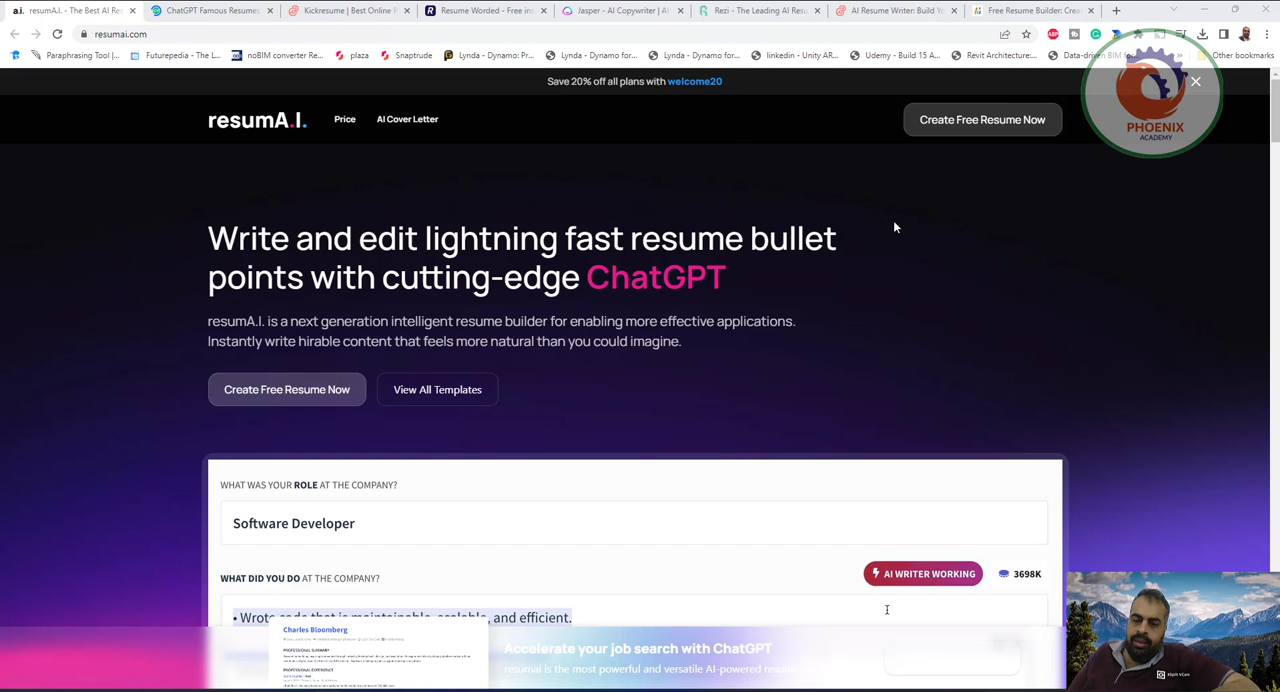 resumA.I. - The Best AI Res
ChatGPT Famous Resumes
Kickresume | Best Online R
Resume Worded - Free ins
Jasper - AI Copywriter | AI
Rezi - The Leading AI Resu
AI Resume Writer: Build Yo
Free Resume Builder: Crea
resumai.com
Paraphrasing Tool |...
Futurepedia - The L...
noBIM converter Re...
plaza
Snaptrude
Lynda - Dynamo: Pr...
Lynda - Dynamo for...
Lynda - Dynamo for...
linkedin - Unity AR...
Udemy - Build 15 A...
Revit Architecture:...
Data-driven BIM fo
Other bookmarks
Save 20% off all plans with welcome20
resumA.I.
Price
AI Cover Letter
Create Free Resume Now
PHOENIX
ACADEMY
Write and edit lightning fast resume bullet
points with cutting-edge ChatGPT
resumA.I. is a next generation intelligent resume builder for enabling more effective applications.
Instantly write hirable content that feels more natural than you could imagine.
Create Free Resume Now
View All Templates
WHAT WAS YOUR ROLE AT THE COMPANY?
Software Developer
WHAT DID YOU DO AT THE COMPANY?
AI WRITER WORKING
3698K
• Wrote code that is maintainable, scalable, and efficient.
Charles Bloomberg
PROFESSIONAL SUMMARY
PROFESSIONAL EXPERIENCE
Accelerate your job search with ChatGPT
resumai is the most powerful and versatile AI-powered resum
XSplit VCam